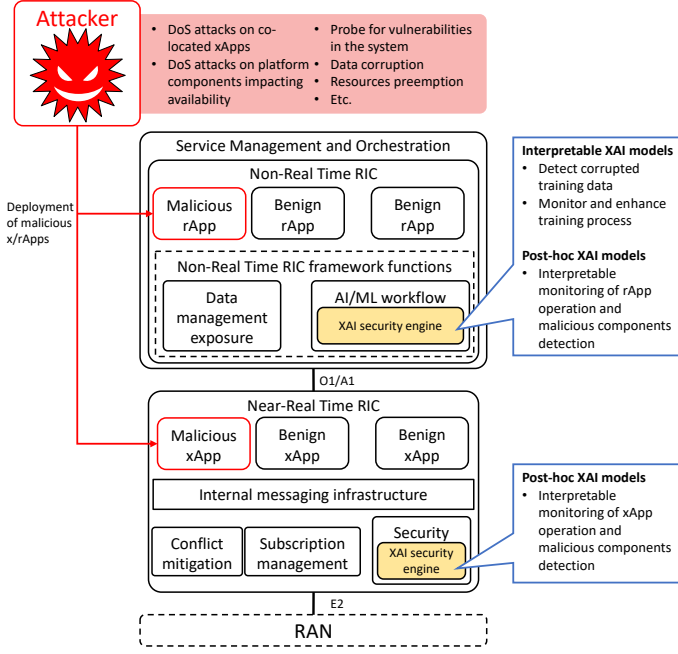 Attacker
• DoS attacks on co-
located xApps
• DoS attacks on platform
components impacting
availability
• Probe for vulnerabilities
in the system
• Data corruption
• Resources preemption
• Etc.
Deployment
of malicious
x/rApps
Service Management and Orchestration
Non-Real Time RIC
Malicious
rApp
Benign
rApp
Benign
rApp
Non-Real Time RIC framework functions
Data
management
exposure
AI/ML workflow
XAI security engine
Interpretable XAI models
• Detect corrupted
training data
• Monitor and enhance
training process
Post-hoc XAI models
• Interpretable
monitoring of rApp
operation and
malicious components
detection
O1/A1
Near-Real Time RIC
Malicious
xApp
Benign
xApp
Benign
xApp
Internal messaging infrastructure
Conflict
mitigation
Subscription
management
Security
XAI security
engine
Post-hoc XAI models
• Interpretable
monitoring of xApp
operation and
malicious components
detection
E2
RAN